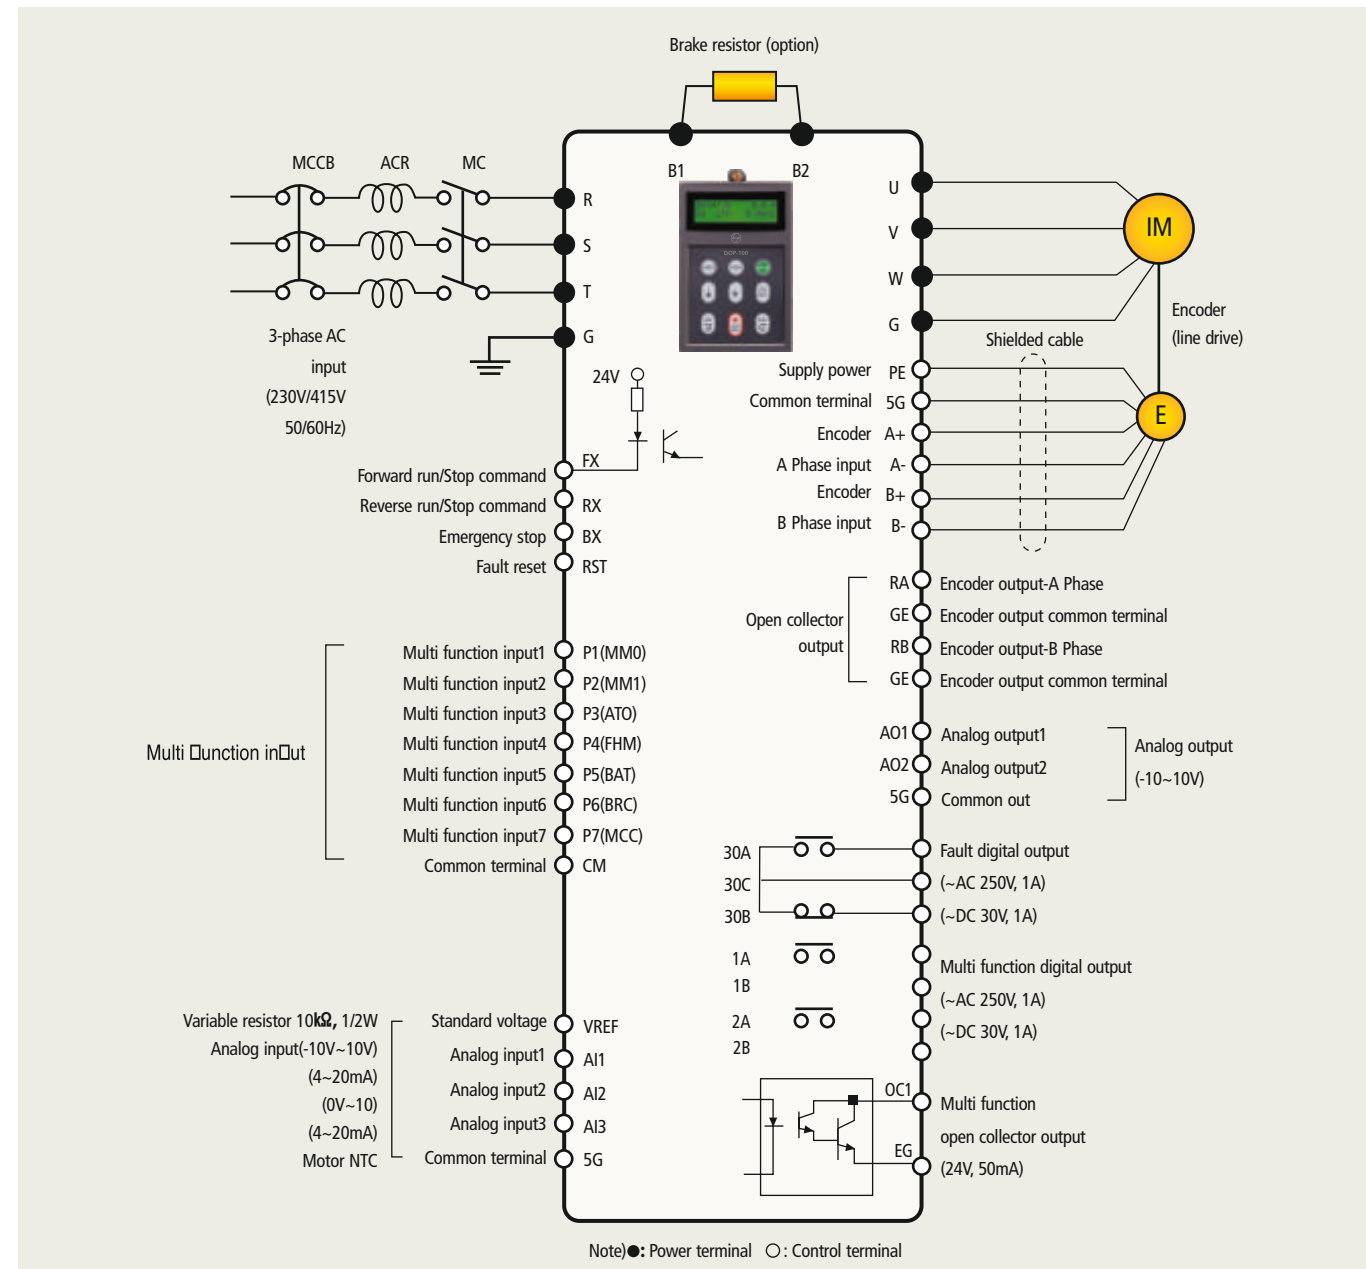 Brake resistor (option)
B1 B2
MCCB ACR MC
R
S
T
G
3-phase AC
input
(230V/415V
50/60Hz)
24V
DOP-700
U
V
W
G
IM
Encoder
(line drive)
Shielded cable
E
Supply power PE
Common terminal 5G
Encoder A+
A Phase input A-
Encoder B+
B Phase input B-
Forward run/Stop command FX
Reverse run/Stop command RX
Emergency stop BX
Fault reset RST
Open collector
output
RA Encoder output-A Phase
GE Encoder output common terminal
RB Encoder output-B Phase
GE Encoder output common terminal
Multi function input1 P1(MM0)
Multi function input2 P2(MM1)
Multi function input3 P3(ATO)
Multi function input4 P4(FHM)
Multi function input5 P5(BAT)
Multi function input6 P6(BRC)
Multi function input7 P7(MCC)
Common terminal CM
Multi □unction in□ut
AO1 Analog output1
AO2 Analog output2
5G Common out
Analog output
(-10~10V)
30A Fault digital output
30C (~AC 250V, 1A)
30B (~DC 30V, 1A)
1A
1B
2A
2B
Multi function digital output
(~AC 250V, 1A)
(~DC 30V, 1A)
Variable resistor 10kΩ, 1/2W
Analog input(-10V~10V)
(4~20mA)
(0V~10)
(4~20mA)
Motor NTC
Standard voltage VREF
Analog input1 AI1
Analog input2 AI2
Analog input3 AI3
Common terminal 5G
OC1
EG
Multi function
open collector output
(24V, 50mA)
Note)●: Power terminal ○: Control terminal